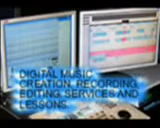 DIGITAL MUSIC
CREATION, RECORDING,
EDITING SERVICES AND
LESSONS.